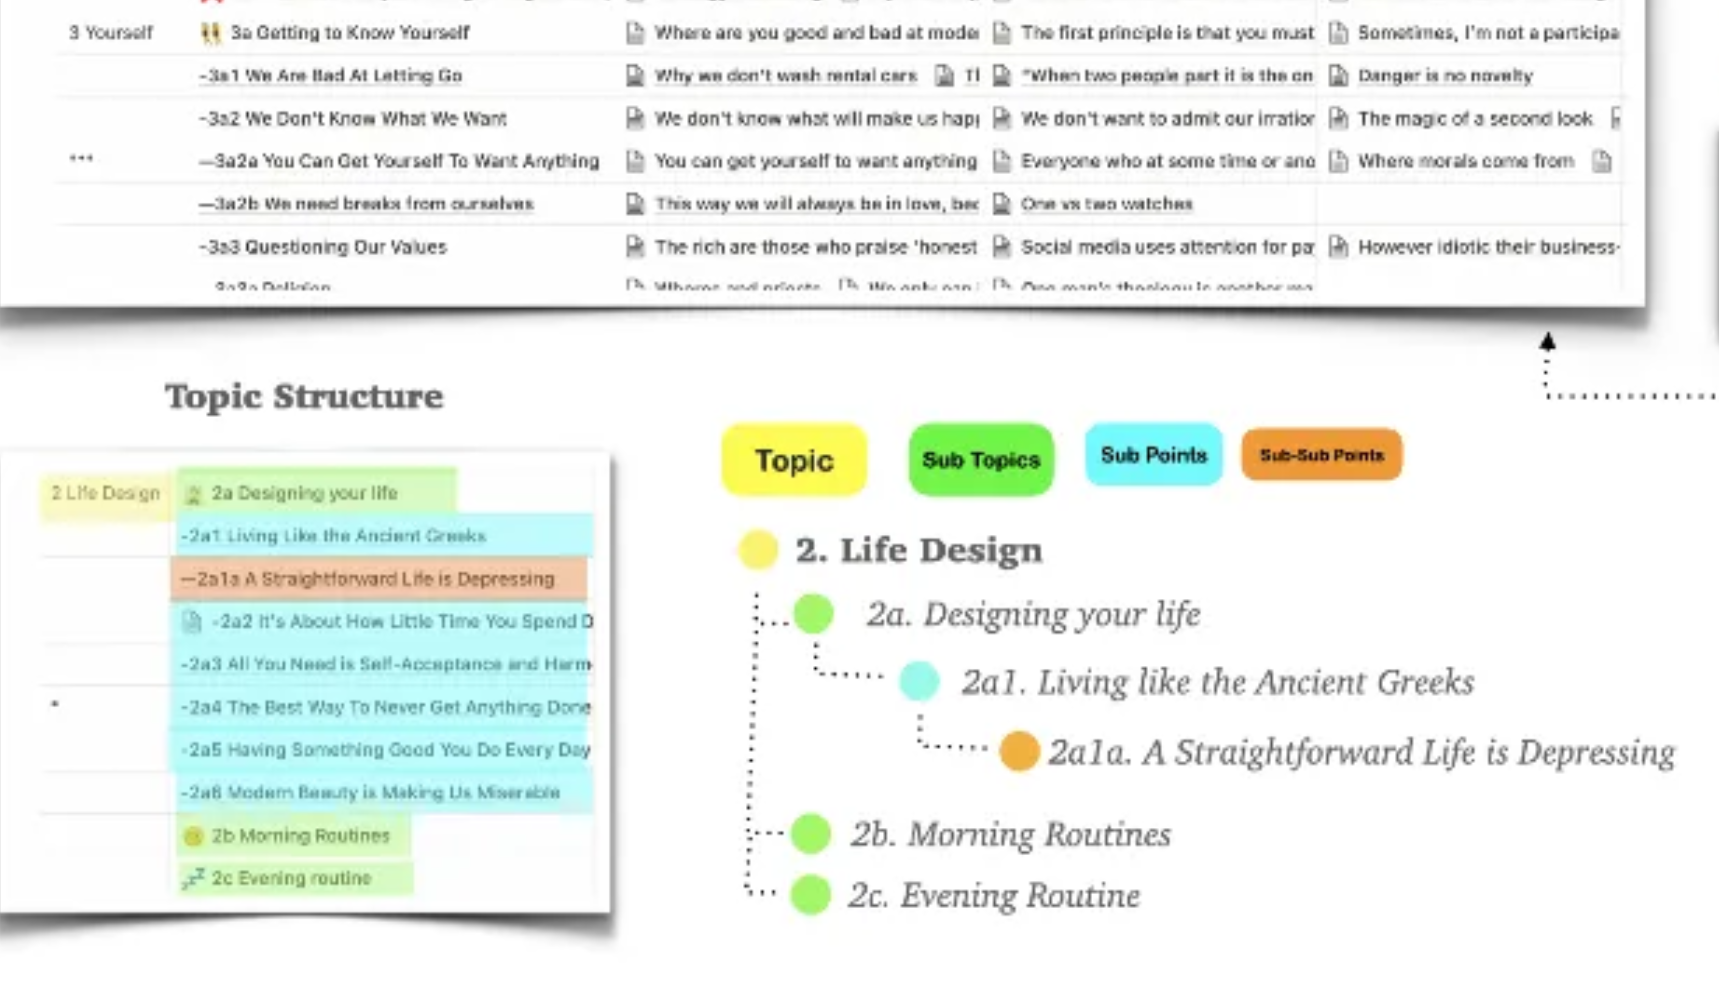 3 Yourself 3a Getting to Know Yourself Where are you good and bad at mode The first principle is that you must Sometimes, I'm not a participa
-3a1 We Are Bad At Letting Go Why we don't wash rental cars Tl "When two people part it is the on Danger is no novelty
-3a2 We Don't Know What We Want We don't know what will make us happ We don't want to admit our irratior The magic of a second look
—3a2a You Can Get Yourself To Want Anything You can get yourself to want anything Everyone who at some time or ano Where morals come from
—3a2b We need breaks from ourselves This way we will always be in love, bec One vs two watches
-3a3 Questioning Our Values The rich are those who praise 'honest Social media uses attention for pa However idiotic their business-
Topic Structure
Topic Sub Topics Sub Points Sub-Sub Points
2 Life Design 2a Designing your life
-2a1 Living Like the Ancient Greeks
—2a1a A Straightforward Life is Depressing
-2a2 It's About How Little Time You Spend D
-2a3 All You Need is Self-Acceptance and Harm
-2a4 The Best Way To Never Get Anything Done
-2a5 Having Something Good You Do Every Day
-2a6 Modern Beauty is Making Us Miserable
2b Morning Routines
2c Evening routine
2. Life Design
2a. Designing your life
2a1. Living like the Ancient Greeks
2a1a. A Straightforward Life is Depressing
2b. Morning Routines
2c. Evening Routine